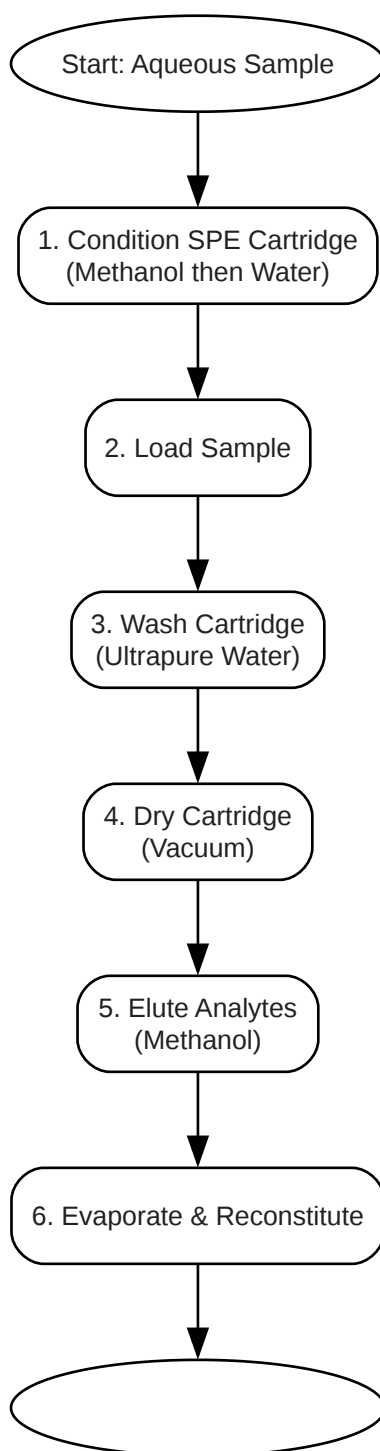 Start: Aqueous Sample
1. Condition SPE Cartridge
(Methanol then Water)
2. Load Sample
3. Wash Cartridge
(Ultrapure Water)
4. Dry Cartridge
(Vacuum)
5. Elute Analytes
(Methanol)
6. Evaporate & Reconstitute